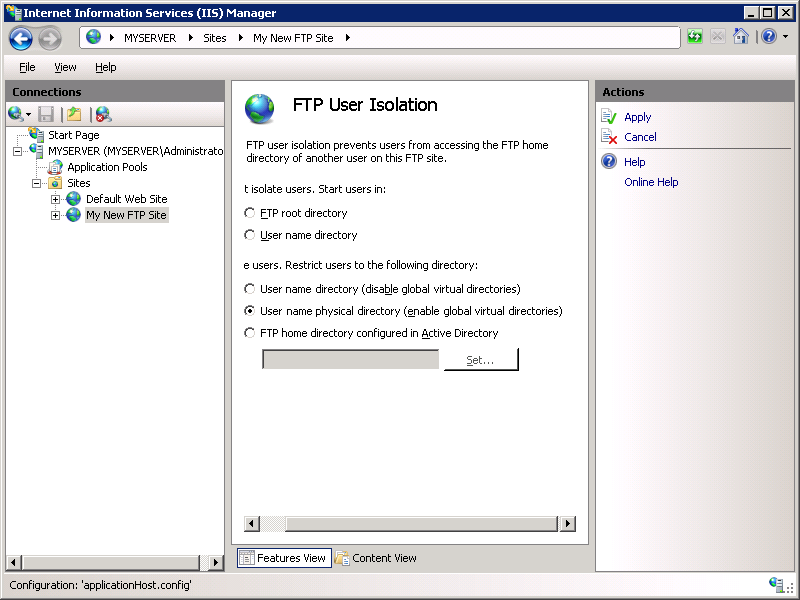 Internet Information Services (IIS) Manager
MYSERVER Sites My New FTP Site
File View Help
Connections
Start Page
MYSERVER (MYSERVER\Administrato
Application Pools
Sites
Default Web Site
My New FTP Site
FTP User Isolation
FTP user isolation prevents users from accessing the FTP home
directory of another user on this FTP site.
t isolate users. Start users in:
FTP root directory
User name directory
e users. Restrict users to the following directory:
User name directory (disable global virtual directories)
User name physical directory (enable global virtual directories)
FTP home directory configured in Active Directory
Set...
Features View
Content View
Actions
Apply
Cancel
Help
Online Help
Configuration: 'applicationHost.config'